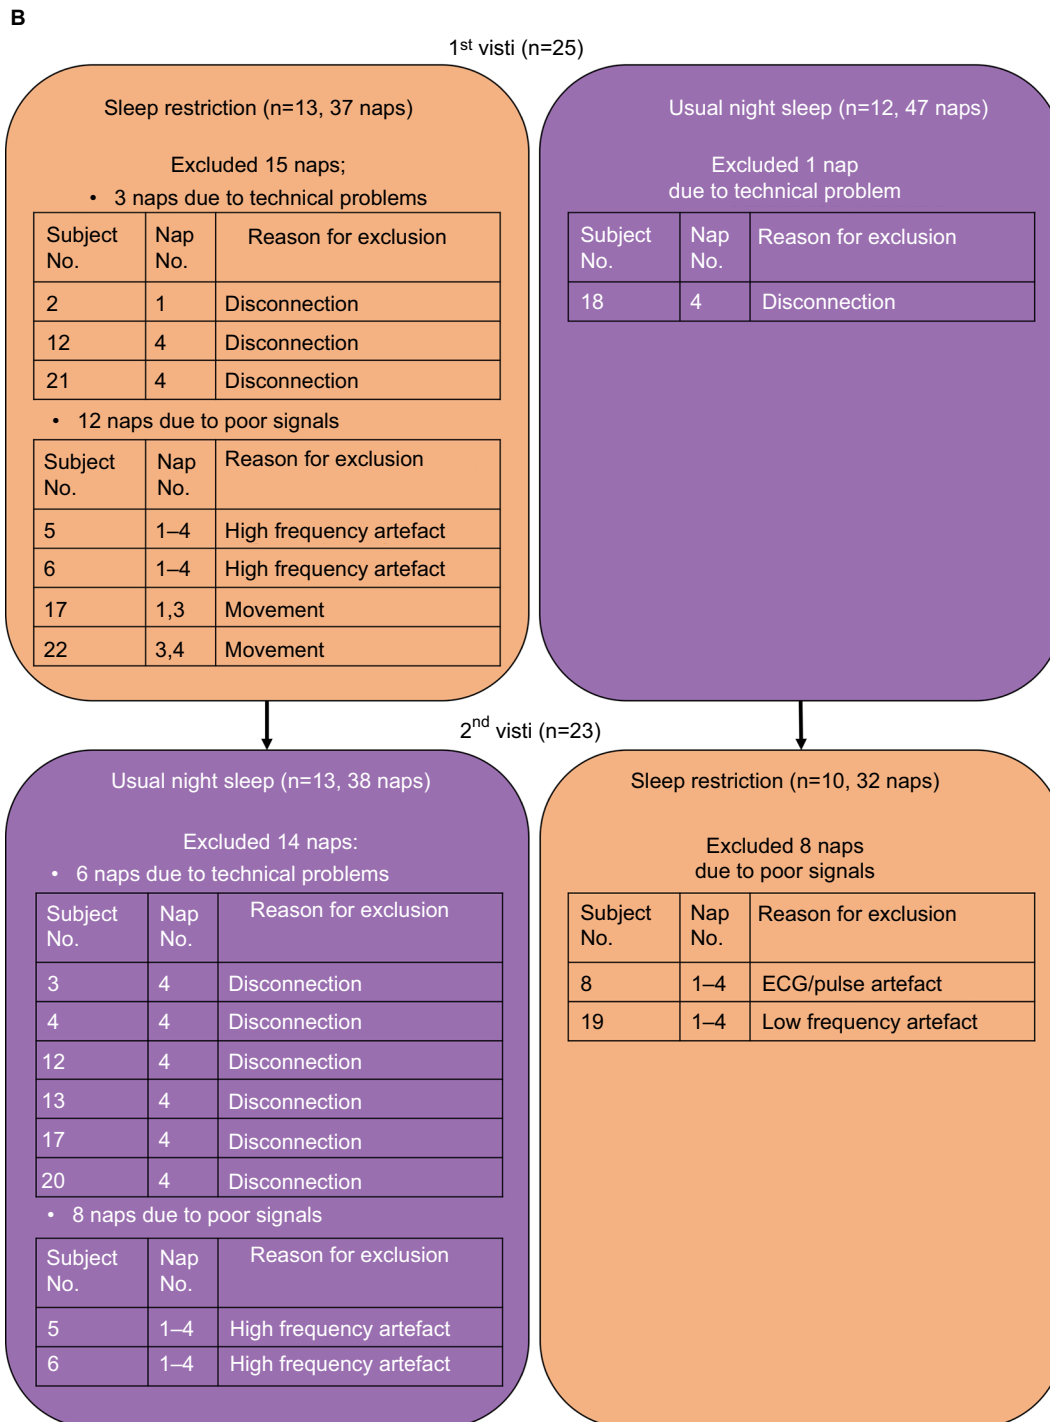 B
1st visti (n=25)
Sleep restriction (n=13, 37 naps)
Excluded 15 naps;
• 3 naps due to technical problems
Subject No. Nap No. Reason for exclusion
2 1 Disconnection
12 4 Disconnection
21 4 Disconnection
• 12 naps due to poor signals
Subject No. Nap No. Reason for exclusion
5 1–4 High frequency artefact
6 1–4 High frequency artefact
17 1,3 Movement
22 3,4 Movement
Usual night sleep (n=12, 47 naps)
Excluded 1 nap
due to technical problem
Subject No. Nap No. Reason for exclusion
18 4 Disconnection
2nd visti (n=23)
Usual night sleep (n=13, 38 naps)
Excluded 14 naps:
• 6 naps due to technical problems
Subject No. Nap No. Reason for exclusion
3 4 Disconnection
4 4 Disconnection
12 4 Disconnection
13 4 Disconnection
17 4 Disconnection
20 4 Disconnection
• 8 naps due to poor signals
Subject No. Nap No. Reason for exclusion
5 1–4 High frequency artefact
6 1–4 High frequency artefact
Sleep restriction (n=10, 32 naps)
Excluded 8 naps
due to poor signals
Subject No. Nap No. Reason for exclusion
8 1–4 ECG/pulse artefact
19 1–4 Low frequency artefact